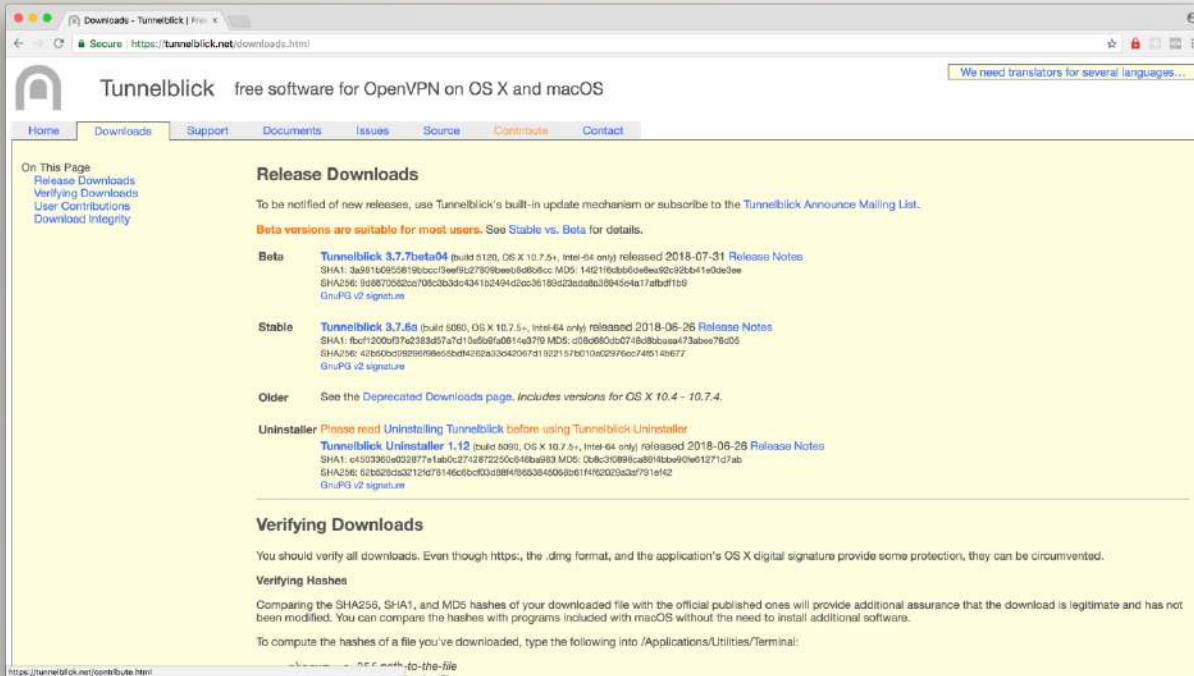 Downloads - Tunnelblick | Fre
Secure https://tunnelblick.net/downloads.html
We need translators for several languages...
Tunnelblick free software for OpenVPN on OS X and macOS
Home Downloads Support Documents Issues Source Contribute Contact
On This Page
Release Downloads
Verifying Downloads
User Contributions
Download Integrity
Release Downloads
To be notified of new releases, use Tunnelblick's built-in update mechanism or subscribe to the Tunnelblick Announce Mailing List.
Beta versions are suitable for most users. See Stable vs. Beta for details.
Beta Tunnelblick 3.7.7beta04 (build 5120, OS X 10.7.5+, Intel-64 only) released 2018-07-31 Release Notes
SHA1: MD5:
SHA256:
GnuPG v2 signature
Stable Tunnelblick 3.7.6a (build 5080, OS X 10.7.5+, Intel-64 only) released 2018-06-26 Release Notes
SHA1: MD5:
SHA256:
GnuPG v2 signature
Older See the Deprecated Downloads page. Includes versions for OS X 10.4 - 10.7.4.
Uninstaller Please read Uninstalling Tunnelblick before using Tunnelblick Uninstaller
Tunnelblick Uninstaller 1.12 (build 5090, OS X 10.7.5+, Intel-64 only) released 2018-06-26 Release Notes
SHA1: MD5:
SHA256:
GnuPG v2 signature
Verifying Downloads
You should verify all downloads. Even though https:, the .dmg format, and the application's OS X digital signature provide some protection, they can be circumvented.
Verifying Hashes
Comparing the SHA256, SHA1, and MD5 hashes of your downloaded file with the official published ones will provide additional assurance that the download is legitimate and has not
been modified. You can compare the hashes with programs included with macOS without the need to install additional software.
To compute the hashes of a file you've downloaded, type the following into /Applications/Utilities/Terminal:
path-to-the-file
https://tunnelblick.net/contribute.html